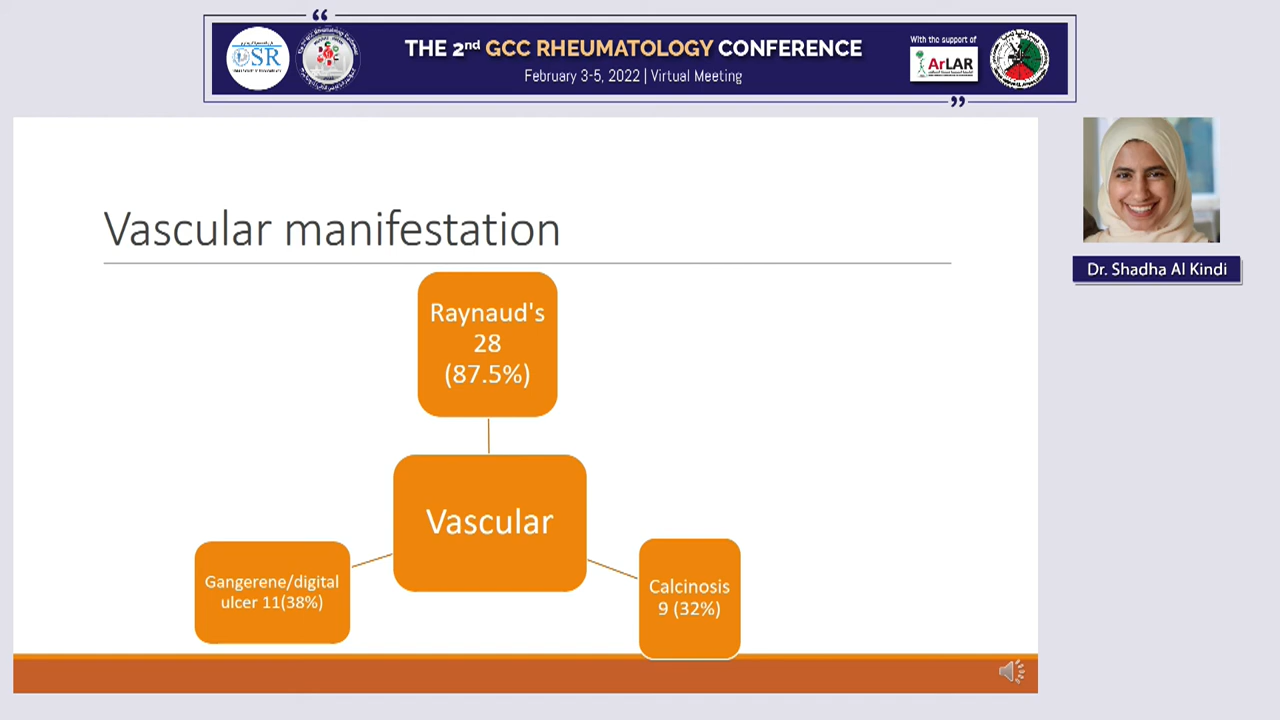 “
THE 2nd GCC RHEUMATOLOGY CONFERENCE
February 3-5, 2022 | Virtual Meeting
OSR
With the support of
ArLAR
”
Vascular manifestation
Dr. Shadha Al Kindi
Raynaud's
28
(87.5%)
Vascular
Gangerene/digital
ulcer 11(38%)
Calcinosis
9 (32%)